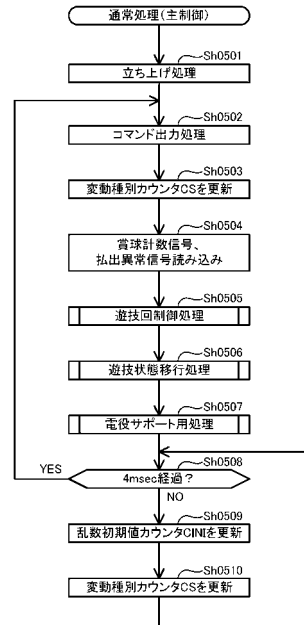 通常処理(主制御)
Sh0501
立ち上げ処理
Sh0502
コマンド出力処理
Sh0503
変動種別カウンタCSを更新
Sh0504
賞球計数信号、
払出異常信号読み込み
Sh0505
遊技回制御処理
Sh0506
遊技状態移行処理
Sh0507
電役サポート用処理
Sh0508
YES
4msec経過?
NO
Sh0509
乱数初期値カウンタCINIを更新
Sh0510
変動種別カウンタCSを更新